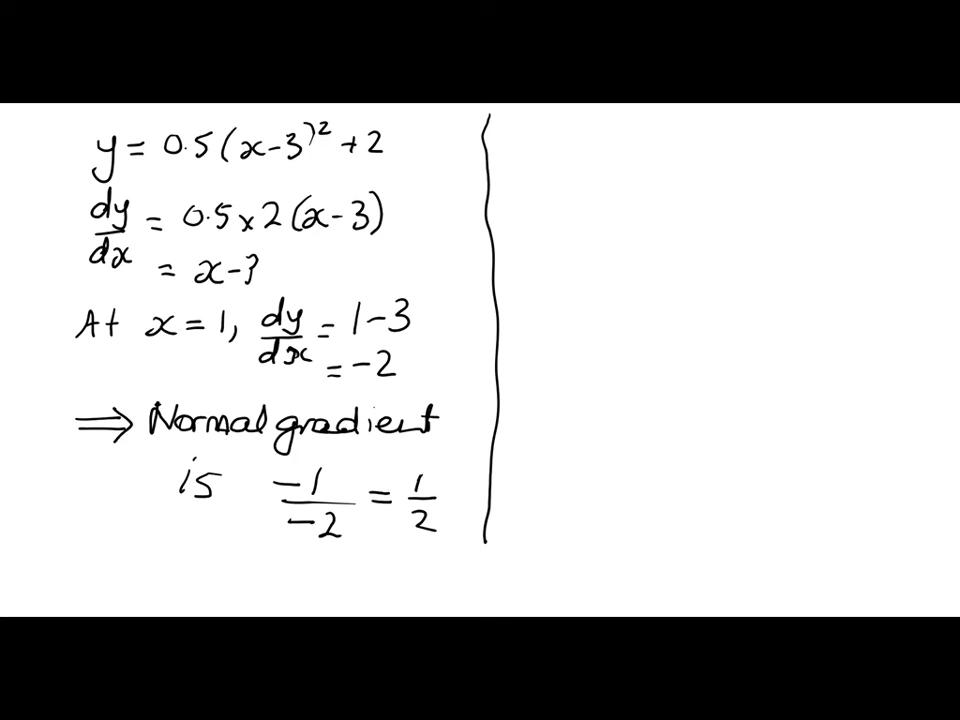 y = 0.5(x-3)² + 2
dy/dx = 0.5 × 2(x-3)
= x-3
At x = 1, dy/dx = 1-3
= -2
⟹ Normal gradient
is -1/-2 = 1/2